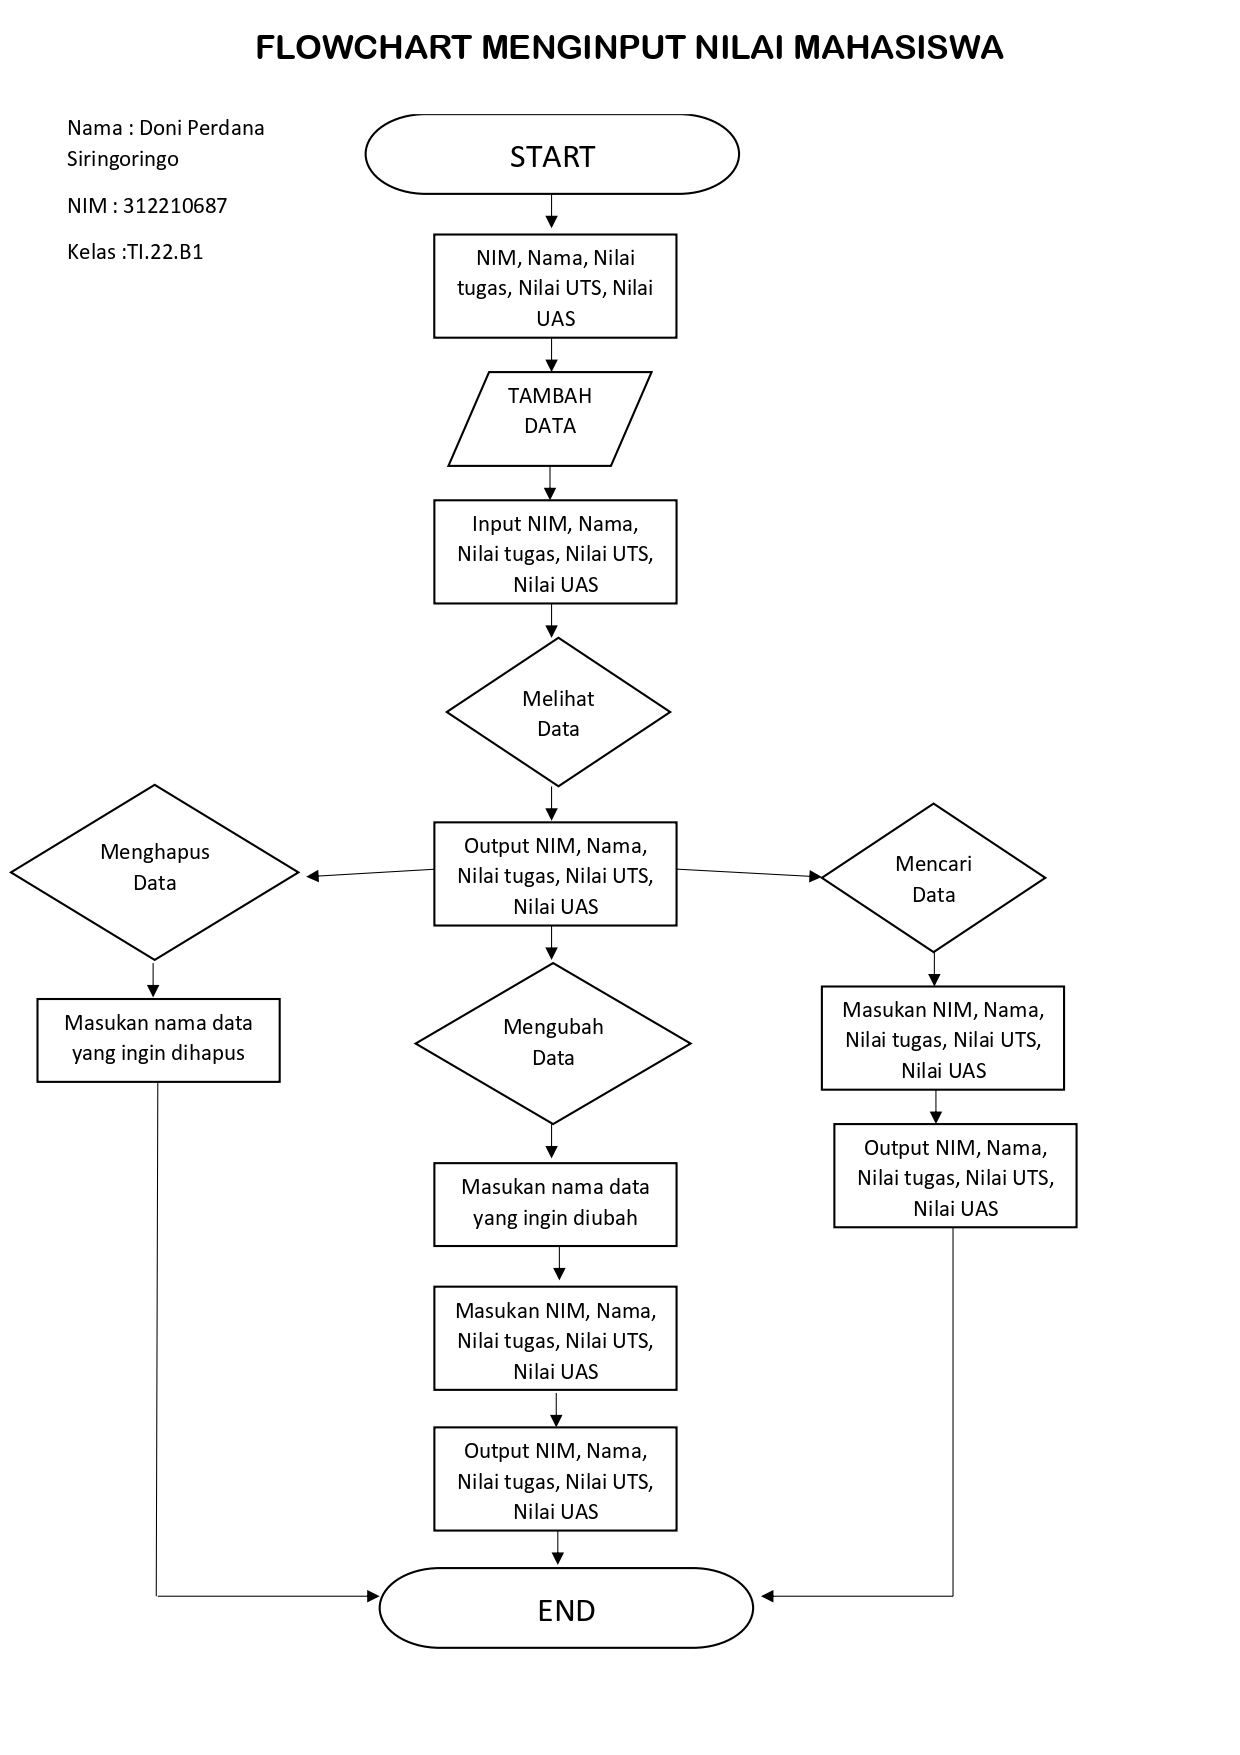 FLOWCHART MENGINPUT NILAI MAHASISWA
Nama : Doni Perdana
Siringoringo
NIM : 312210687
Kelas :TI.22.B1
START
NIM, Nama, Nilai
tugas, Nilai UTS, Nilai
UAS
TAMBAH
DATA
Input NIM, Nama,
Nilai tugas, Nilai UTS,
Nilai UAS
Melihat
Data
Menghapus
Data
Output NIM, Nama,
Nilai tugas, Nilai UTS,
Nilai UAS
Mencari
Data
Masukan nama data
yang ingin dihapus
Mengubah
Data
Masukan NIM, Nama,
Nilai tugas, Nilai UTS,
Nilai UAS
Output NIM, Nama,
Nilai tugas, Nilai UTS,
Nilai UAS
Masukan nama data
yang ingin diubah
Masukan NIM, Nama,
Nilai tugas, Nilai UTS,
Nilai UAS
Output NIM, Nama,
Nilai tugas, Nilai UTS,
Nilai UAS
END